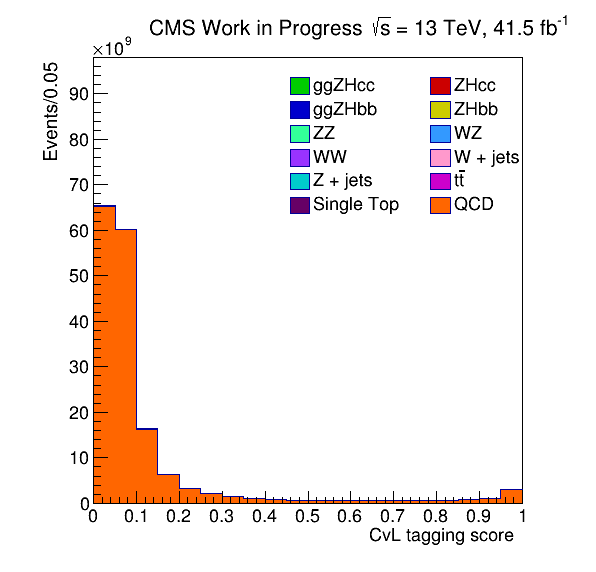 CMS Work in Progress √s = 13 TeV, 41.5 fb⁻¹
×10⁹
Events/0.05
90
80
70
60
50
40
30
20
10
0
ggZHcc ZHcc
ggZHbb ZHbb
ZZ WZ
WW W + jets
Z + jets tt̄
Single Top QCD
0 0.1 0.2 0.3 0.4 0.5 0.6 0.7 0.8 0.9 1
CvL tagging score